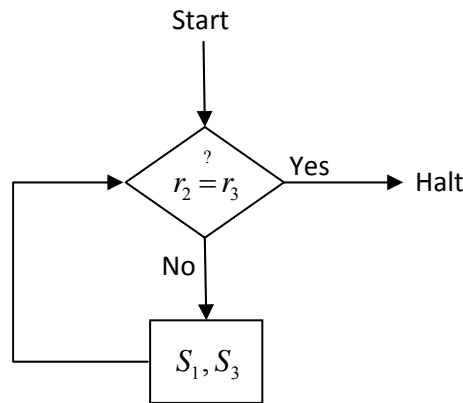 Start
?
r₂ = r₃
Yes
Halt
No
S₁, S₃